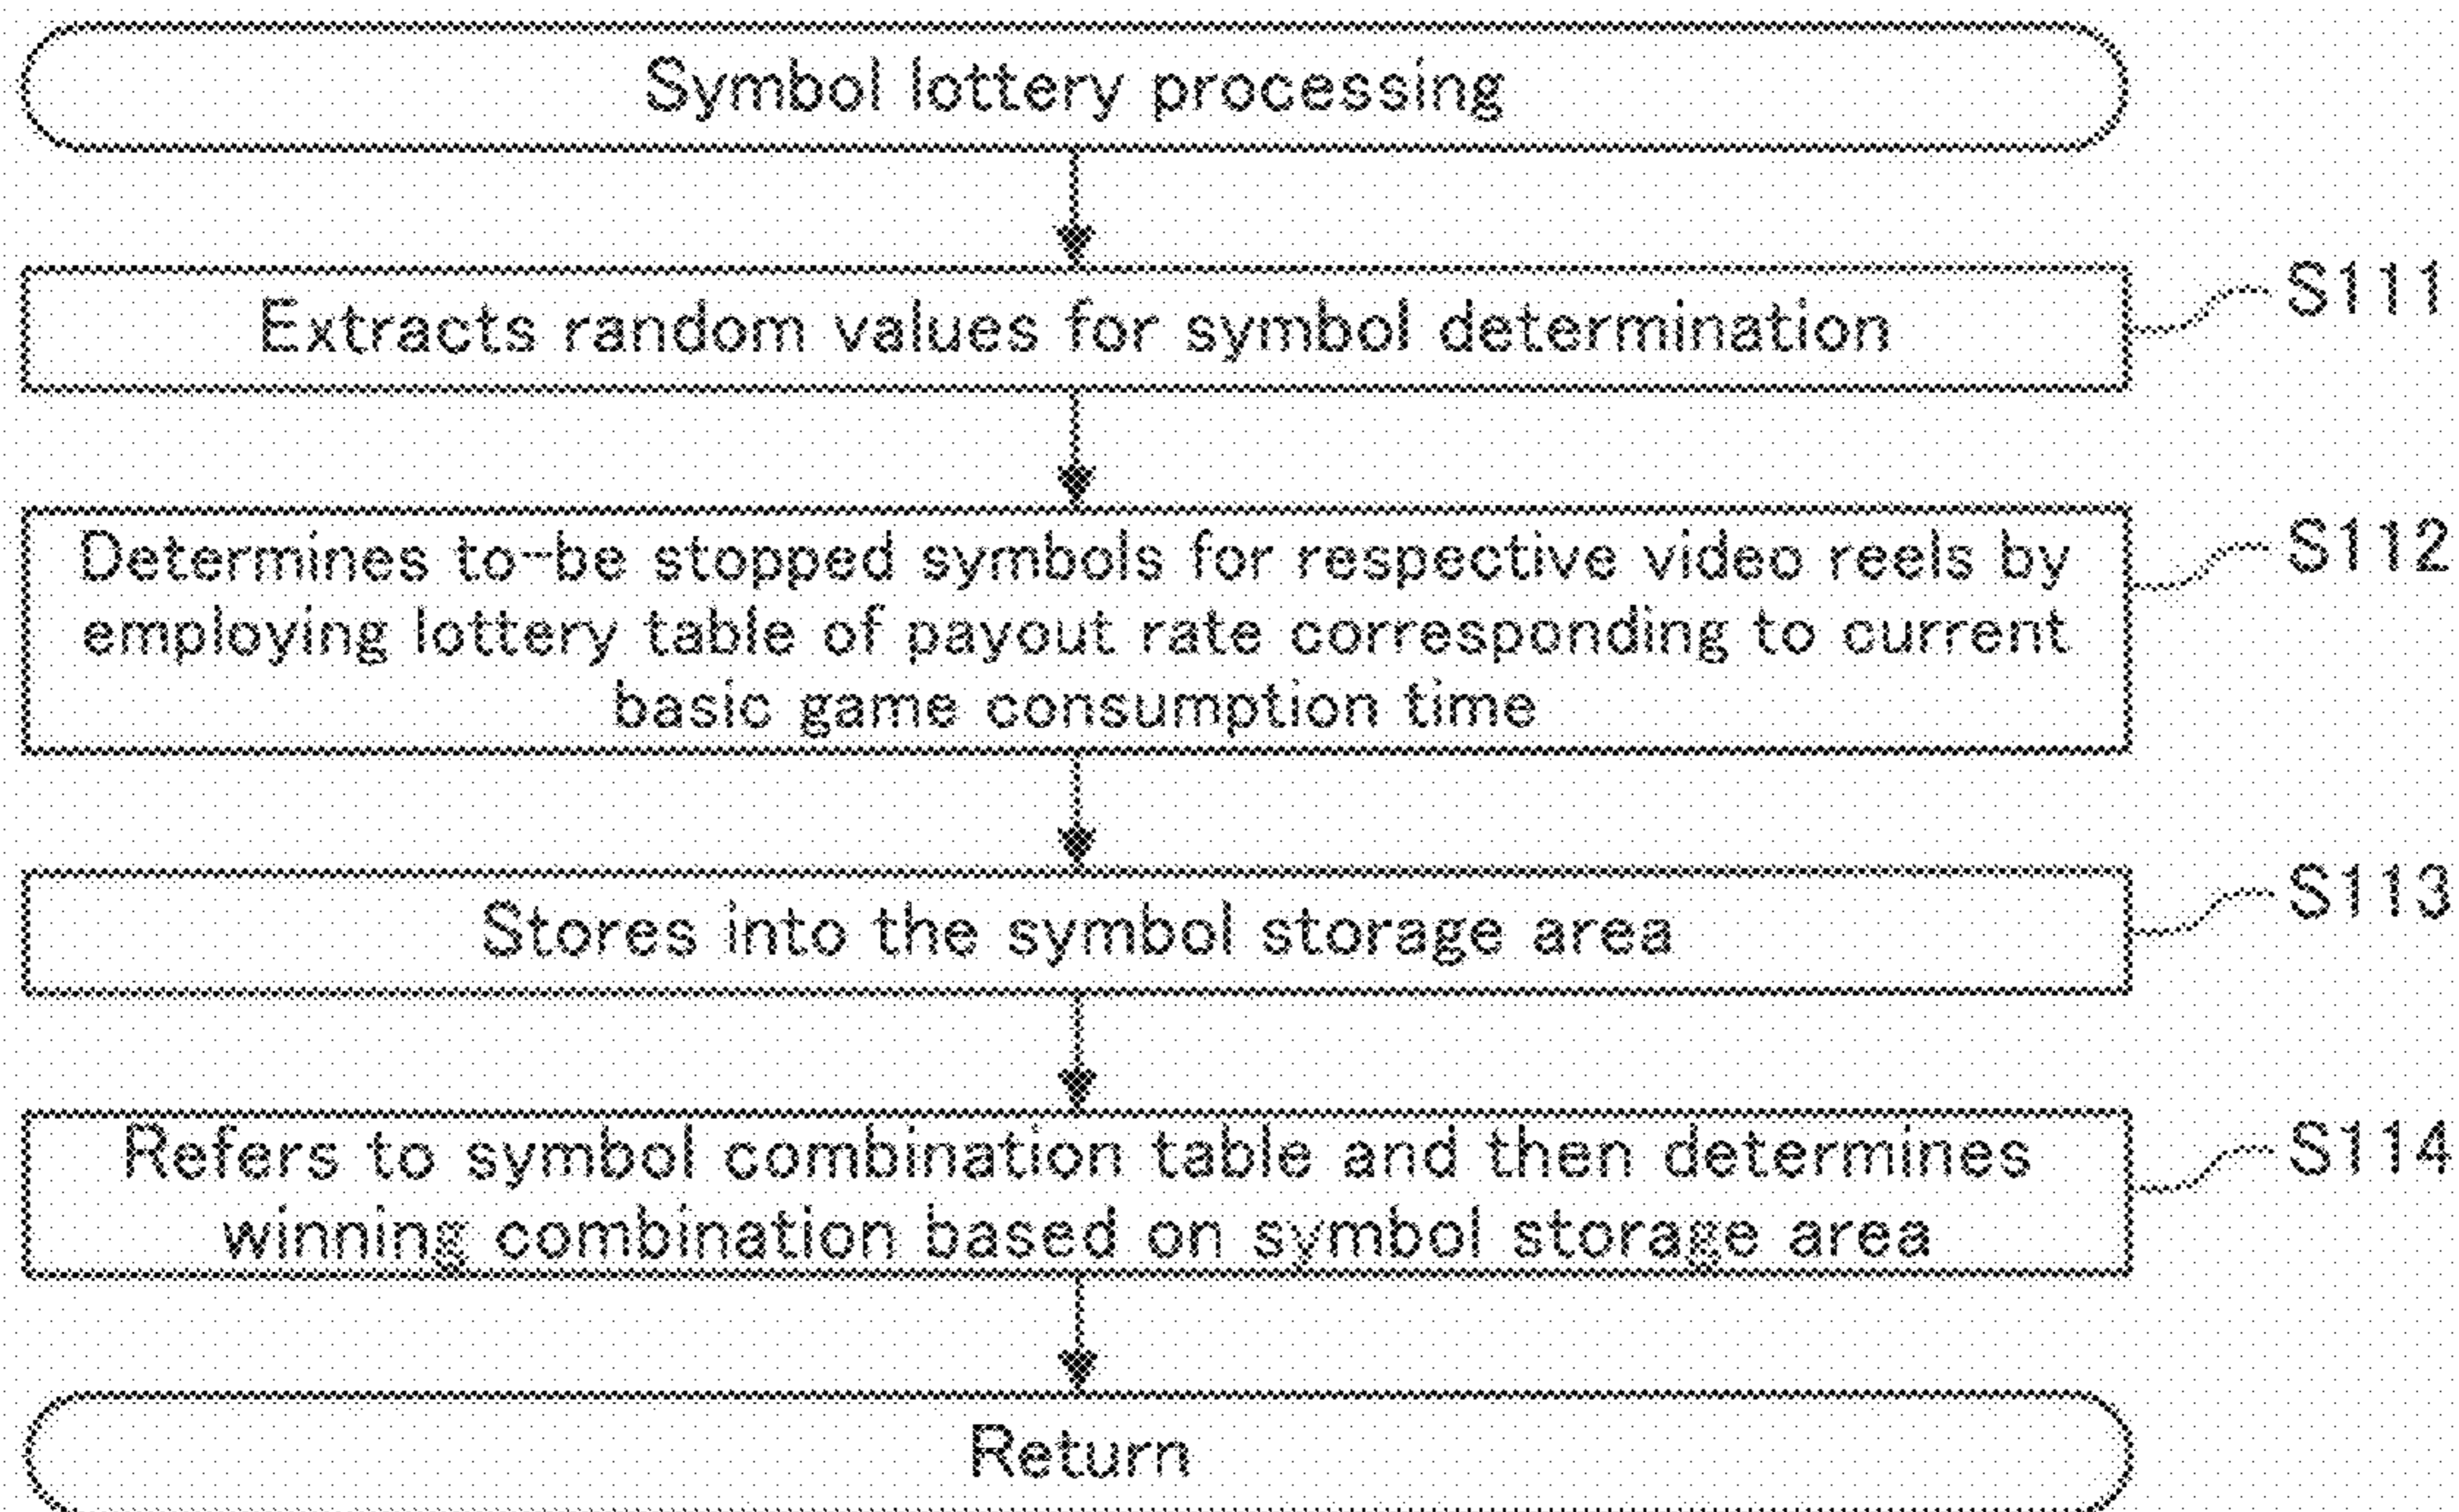 Symbol lottery processing
Extracts random values for symbol determination
S111
Determines to-be stopped symbols for respective video reels by
employing lottery table of payout rate corresponding to current
basic game consumption time
S112
Stores into the symbol storage area
S113
Refers to symbol combination table and then determines
winning combination based on symbol storage area
S114
Return